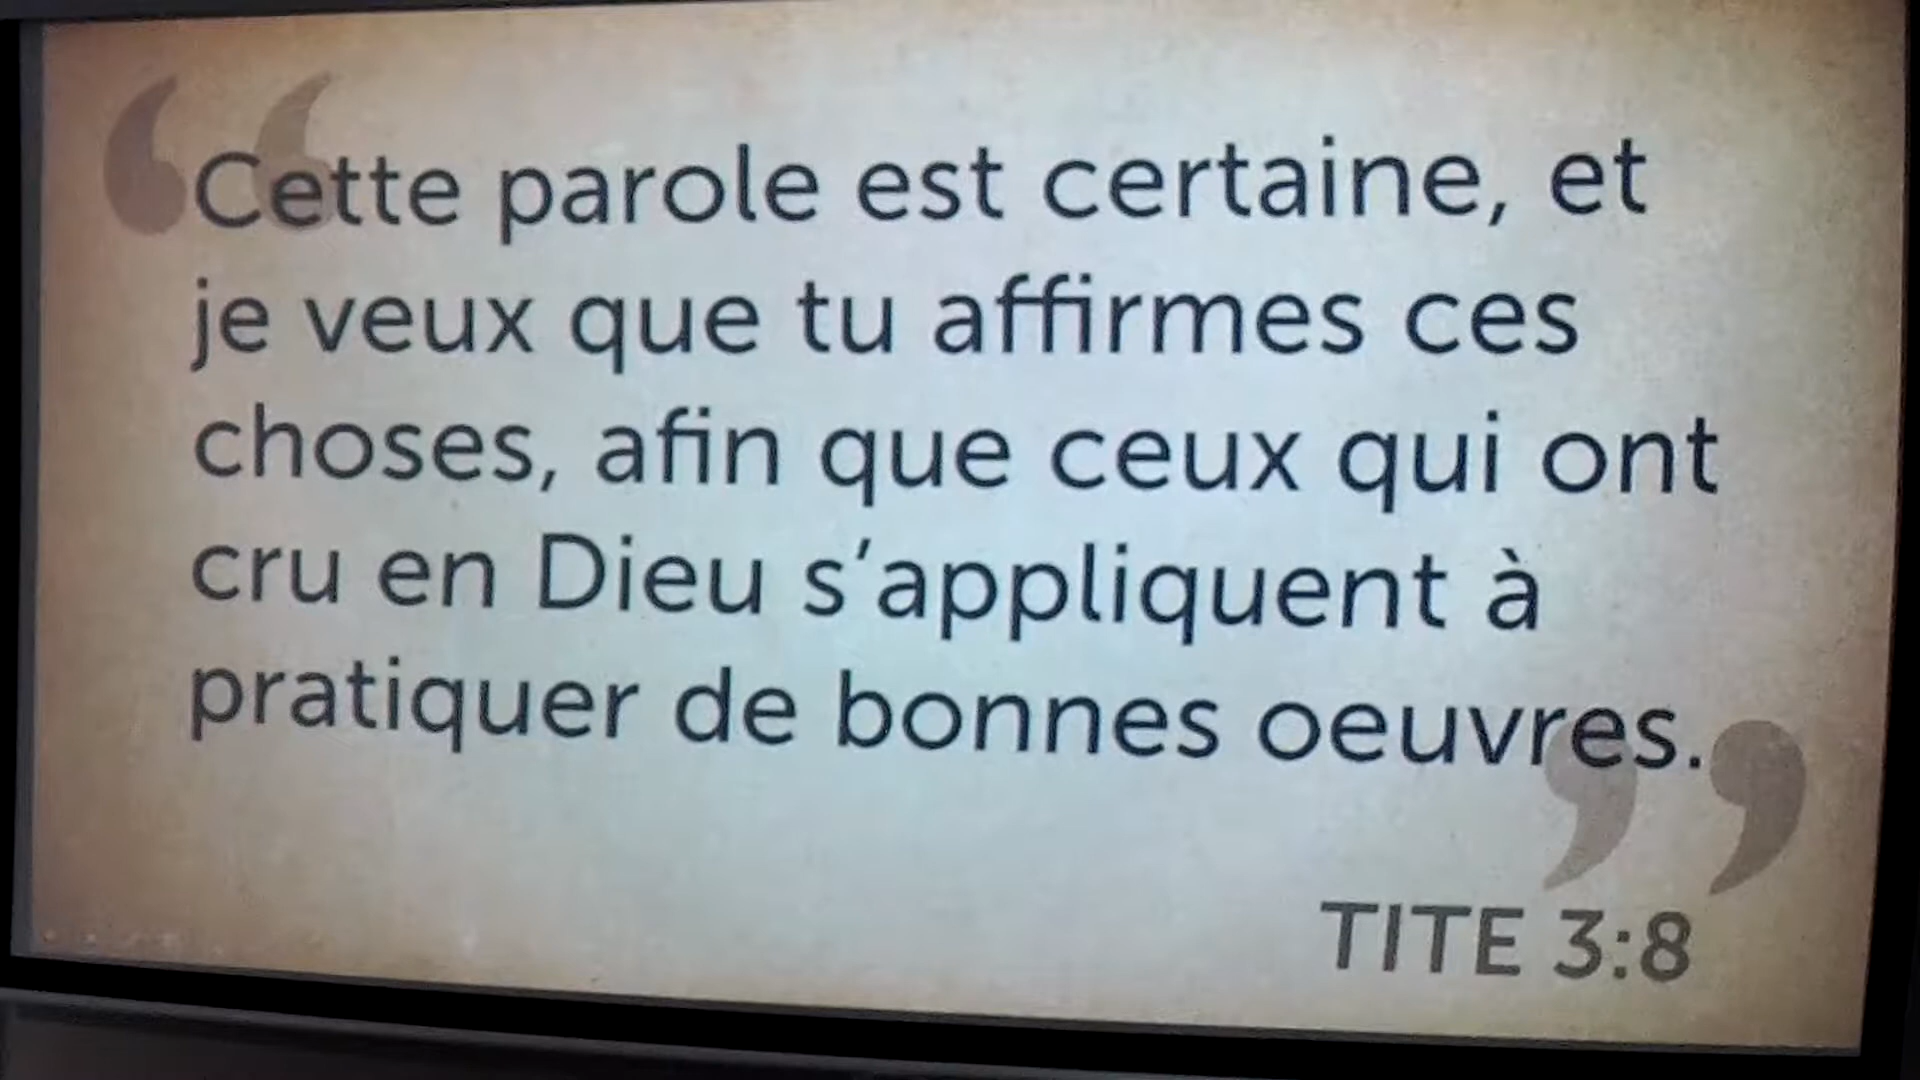 Cette parole est certaine, et
je veux que tu affirmes ces
choses, afin que ceux qui ont
cru en Dieu s'appliquent à
pratiquer de bonnes oeuvres.
TITE 3:8